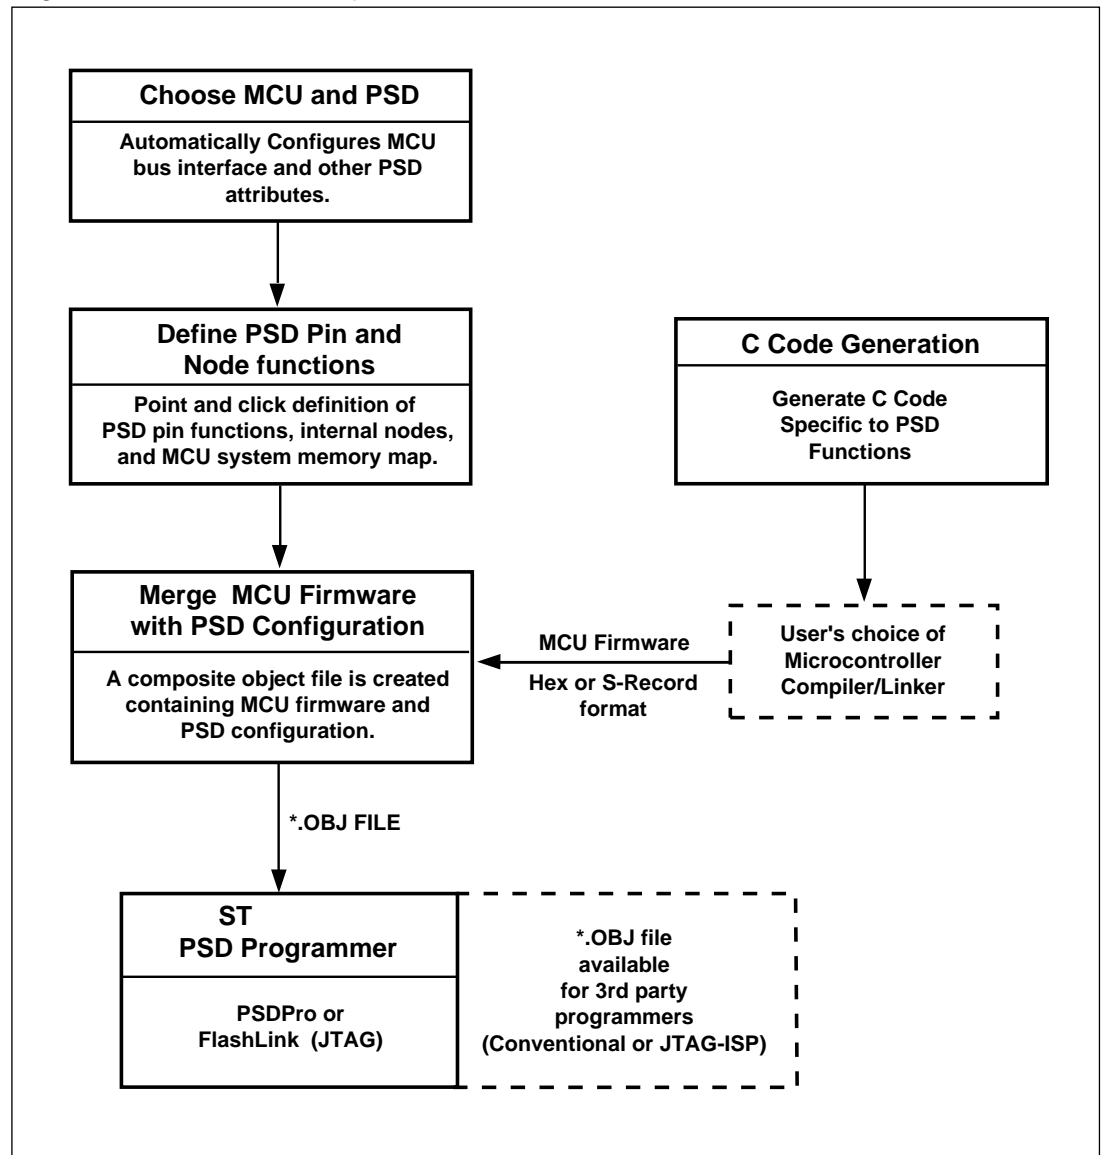 Choose MCU and PSD
Automatically Configures MCU
bus interface and other PSD
attributes.
Define PSD Pin and
Node functions
Point and click definition of
PSD pin functions, internal nodes,
and MCU system memory map.
C Code Generation
Generate C Code
Specific to PSD
Functions
Merge MCU Firmware
with PSD Configuration
A composite object file is created
containing MCU firmware and
PSD configuration.
MCU Firmware
Hex or S-Record
format
User's choice of
Microcontroller
Compiler/Linker
*.OBJ FILE
ST
PSD Programmer
PSDPro or
FlashLink (JTAG)
*.OBJ file
available
for 3rd party
programmers
(Conventional or JTAG-ISP)